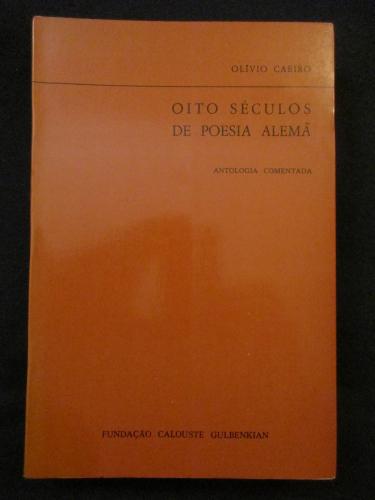 OLÍVIO CAEIRO
OITO SÉCULOS
DE POESIA ALEMÃ
ANTOLOGIA COMENTADA
FUNDAÇÃO CALOUSTE GULBENKIAN